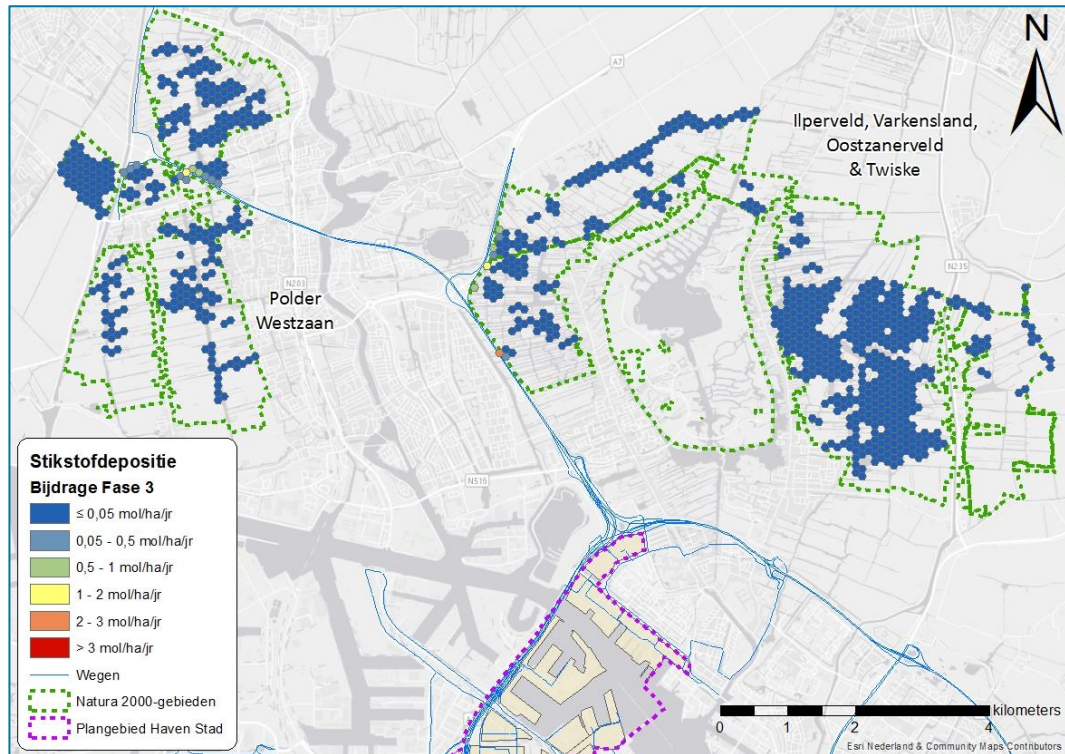 N
A7
Ilperveld, Varkensland,
Oostzanerveld
& Twiske
N235
N203
Polder
Westzaan
N516
Stikstofdepositie
Bijdrage Fase 3
≤ 0,05 mol/ha/jr
0,05 - 0,5 mol/ha/jr
0,5 - 1 mol/ha/jr
1 - 2 mol/ha/jr
2 - 3 mol/ha/jr
> 3 mol/ha/jr
Wegen
Natura 2000-gebieden
Plangebied Haven Stad
kilometers
0 1 2 4
Esri Nederland & Community Maps Contributors